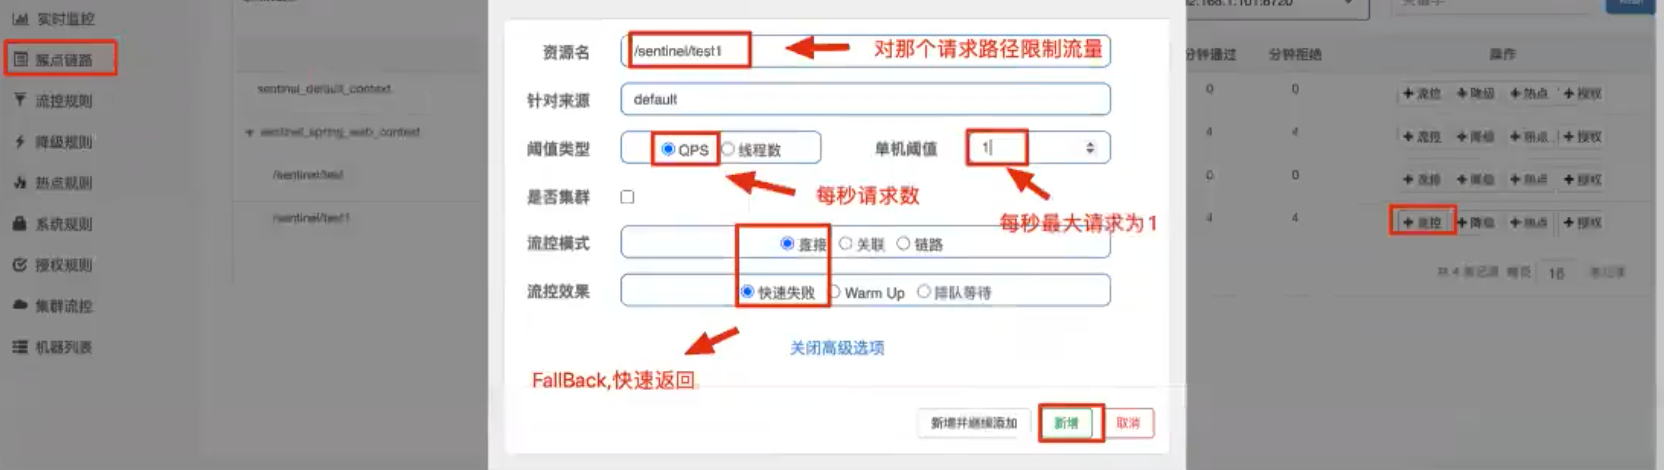 实时监控
簇点链路
流控规则
降级规则
热点规则
系统规则
授权规则
集群流控
机器列表
sentinel_default_context
sentinel_spring_web_context
/sentinel/test
/sentinel/test1
资源名
/sentinel/test1
对那个请求路径限制流量
针对来源
default
阈值类型
QPS
线程数
单机阈值
1
每秒请求数
每秒最大请求为1
是否集群
流控模式
直接
关联
链路
流控效果
快速失败
Warm Up
排队等待
关闭高级选项
FallBack,快速返回
新增并继续添加
新增
取消
分钟通过 分钟拒绝 操作
0 0 +流控 +降级 +热点 +授权
4 4 +流控 +降级 +热点 +授权
0 0 +流控 +降级 +热点 +授权
4 4 +流控 +降级 +热点 +授权
共 4 条记录 每页 16